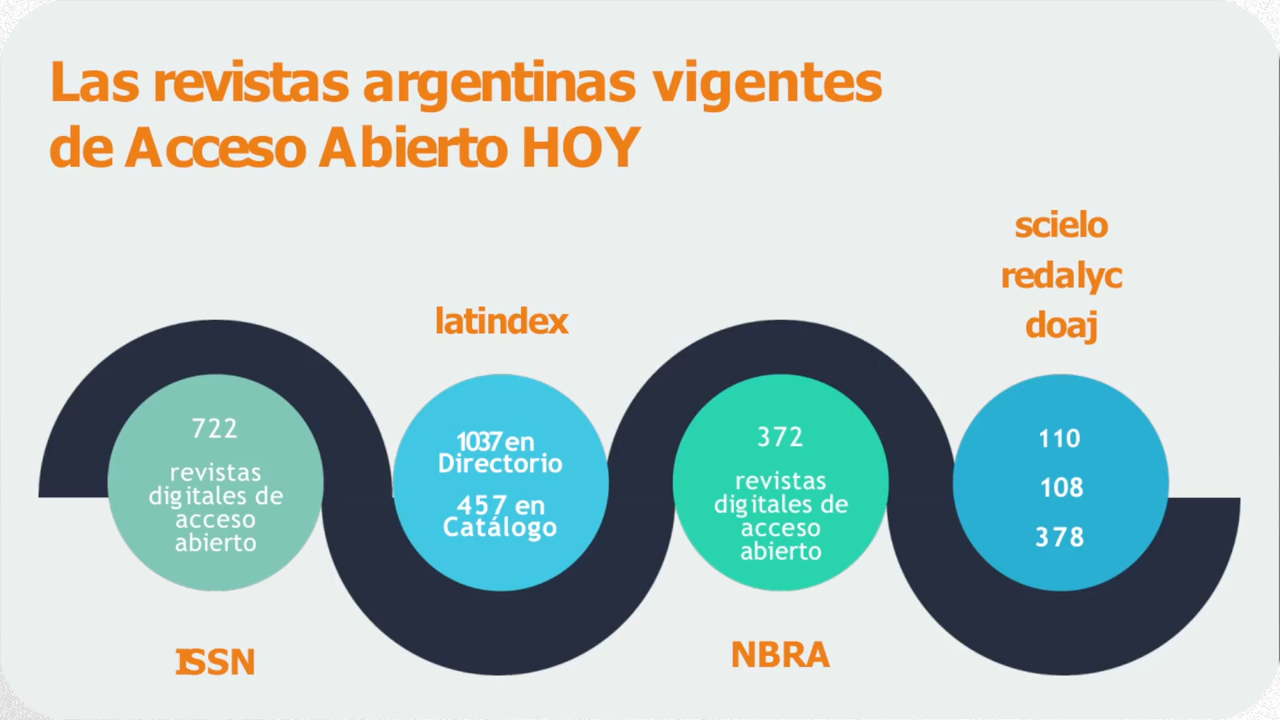 Las revistas argentinas vigentes
de Acceso Abierto HOY
722
revistas
digitales de
acceso
abierto
ISSN
latindex
1037 en
Directorio
457 en
Catálogo
372
revistas
digitales de
acceso
abierto
NBRA
scielo
redalyc
doaj
110
108
378